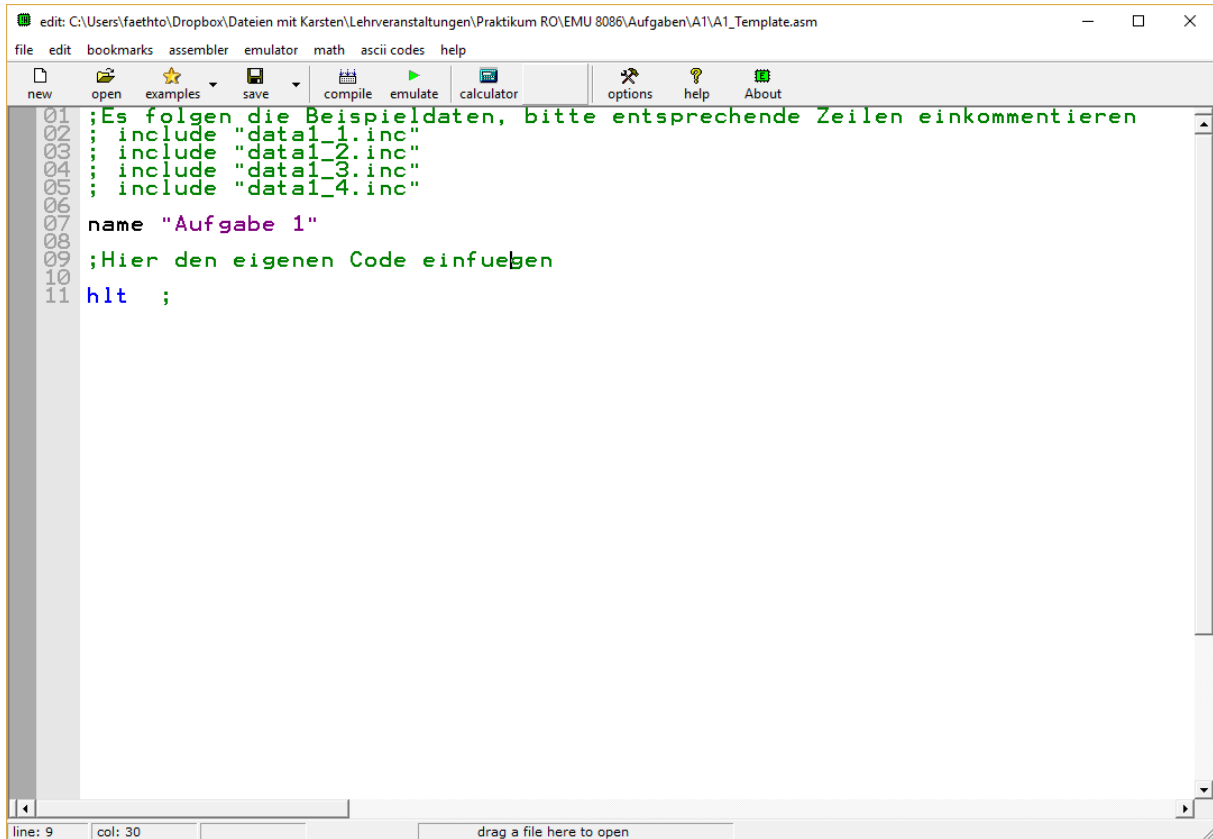 edit: C:\Users\faethto\Dropbox\Dateien mit Karsten\Lehrveranstaltungen\Praktikum RO\EMU 8086\Aufgaben\A1\A1_Template.asm
file edit bookmarks assembler emulator math ascii codes help
new open examples save compile emulate calculator options help About
01 ;Es folgen die Beispieldaten, bitte entsprechende Zeilen einkommentieren
02 ; include "data1_1.inc"
03 ; include "data1_2.inc"
04 ; include "data1_3.inc"
05 ; include "data1_4.inc"
06
07 name "Aufgabe 1"
08
09 ;Hier den eigenen Code einfuegen
10
11 hlt ;
line: 9 col: 30 drag a file here to open